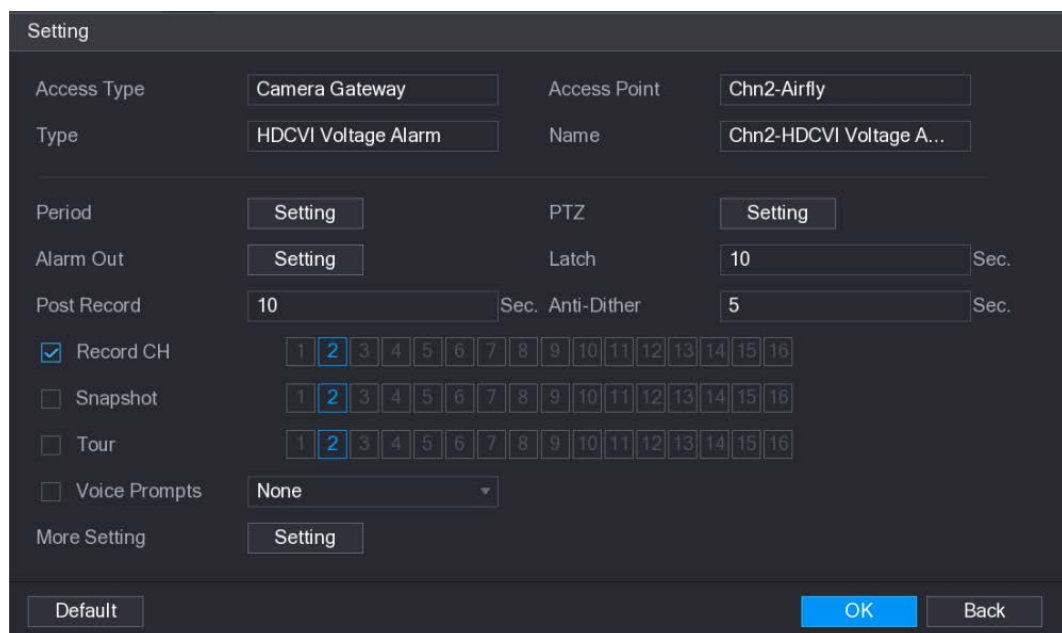 Setting
Access Type Camera Gateway Access Point Chn2-Airfly
Type HDCVI Voltage Alarm Name Chn2-HDCVI Voltage A...
Period Setting PTZ Setting
Alarm Out Setting Latch 10 Sec.
Post Record 10 Sec. Anti-Dither 5 Sec.
Record CH 1 2 3 4 5 6 7 8 9 10 11 12 13 14 15 16
Snapshot 1 2 3 4 5 6 7 8 9 10 11 12 13 14 15 16
Tour 1 2 3 4 5 6 7 8 9 10 11 12 13 14 15 16
Voice Prompts None
More Setting Setting
Default OK Back